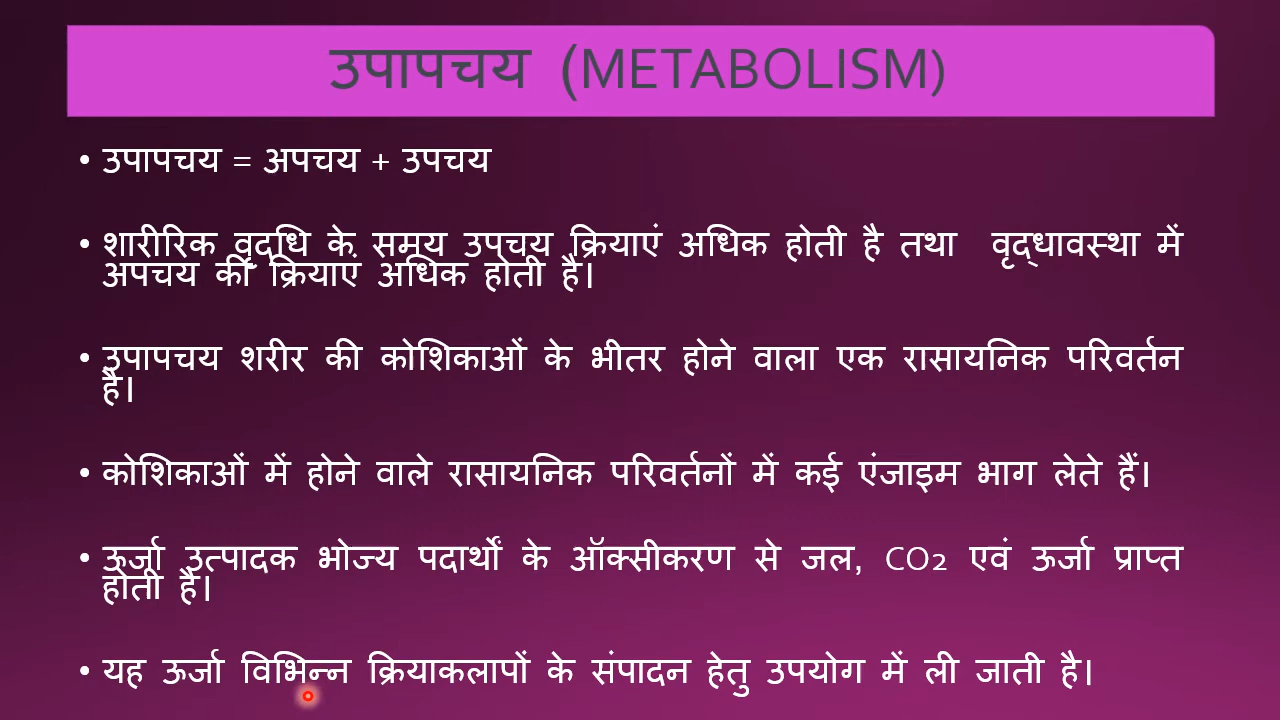 उपापचय (METABOLISM)
• उपापचय = अपचय + उपचय
• शारीरिक वृद्धि के समय उपचय क्रियाएं अधिक होती है तथा वृद्धावस्था में
अपचय की क्रियाएं अधिक होती है।
• उपापचय शरीर की कोशिकाओं के भीतर होने वाला एक रासायनिक परिवर्तन
है।
• कोशिकाओं में होने वाले रासायनिक परिवर्तनों में कई एंजाइम भाग लेते हैं।
• ऊर्जा उत्पादक भोज्य पदार्थों के ऑक्सीकरण से जल, CO2 एवं ऊर्जा प्राप्त
होती है।
• यह ऊर्जा विभिन्न क्रियाकलापों के संपादन हेतु उपयोग में ली जाती है।